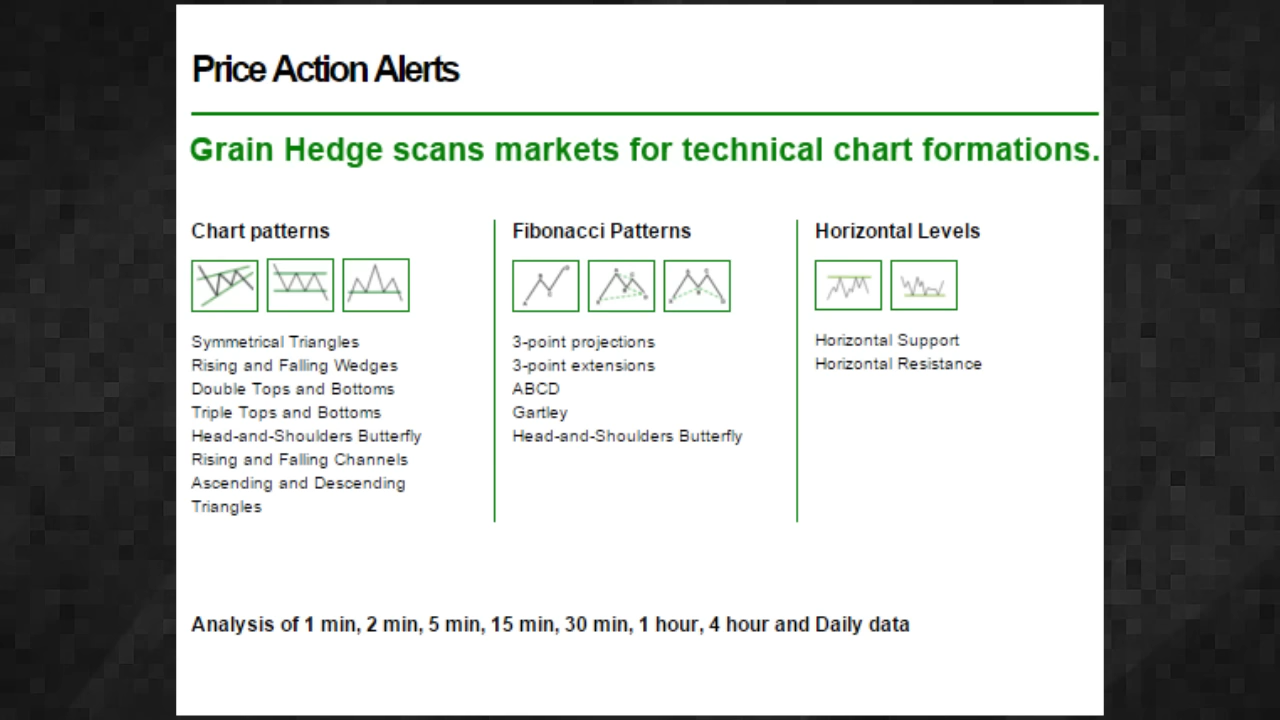 Price Action Alerts
Grain Hedge scans markets for technical chart formations.
Chart patterns
Symmetrical Triangles
Rising and Falling Wedges
Double Tops and Bottoms
Triple Tops and Bottoms
Head-and-Shoulders Butterfly
Rising and Falling Channels
Ascending and Descending
Triangles
Fibonacci Patterns
3-point projections
3-point extensions
ABCD
Gartley
Head-and-Shoulders Butterfly
Horizontal Levels
Horizontal Support
Horizontal Resistance
Analysis of 1 min, 2 min, 5 min, 15 min, 30 min, 1 hour, 4 hour and Daily data